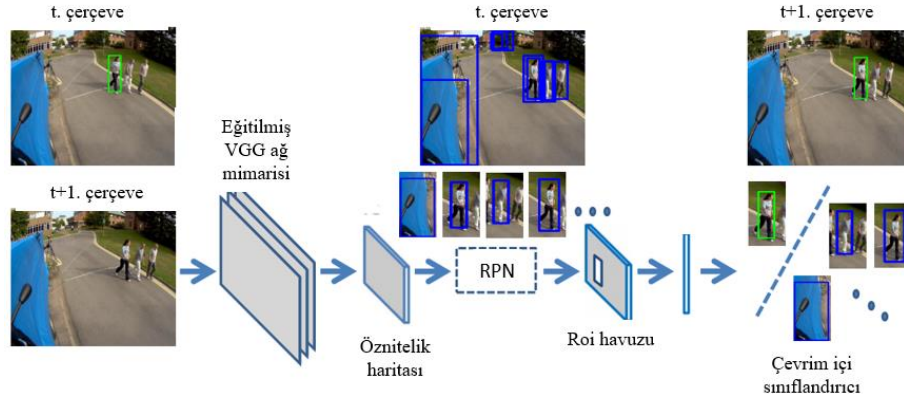 t. çerçeve
t. çerçeve
t+1. çerçeve
Eğitilmiş
VGG ağ
mimarisi
t+1. çerçeve
RPN
Öznitelik
haritası
Roi havuzu
Çevrim içi
sınıflandırıcı